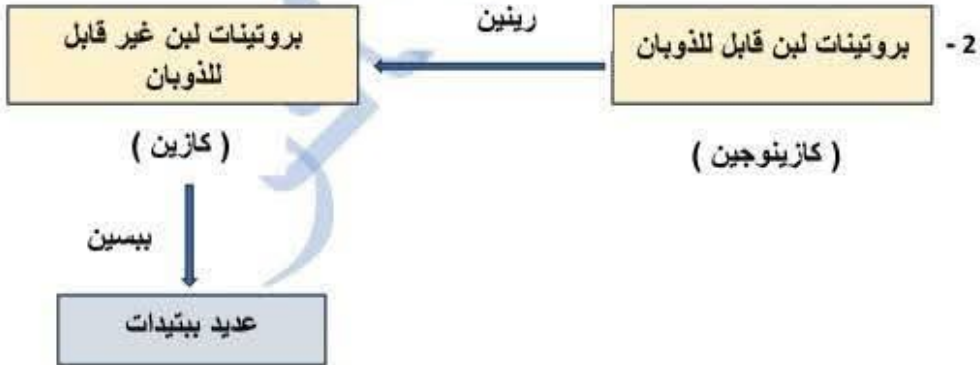 2 -
بروتينات لبن قابل للذوبان
رينين
بروتينات لبن غير قابل
للذوبان
( كازينوجين )
( كازين )
ببسين
عديد ببتيدات